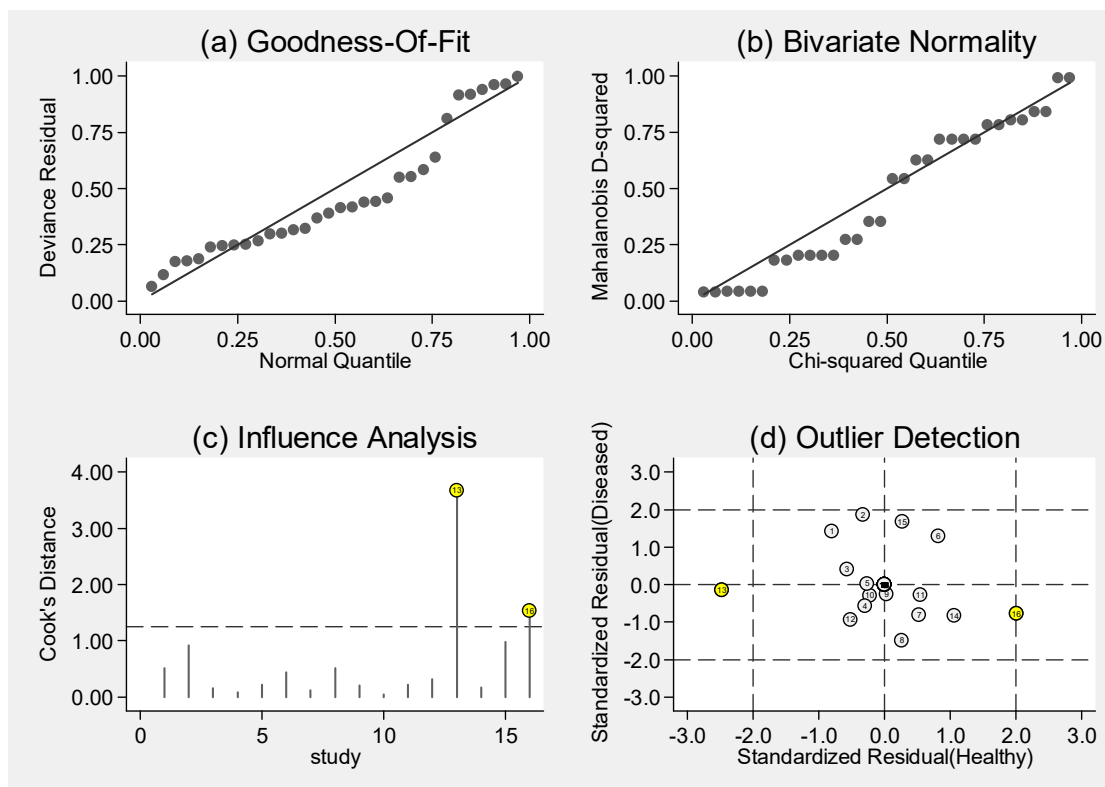 (a) Goodness-Of-Fit
Deviance Residual
1.00
0.75
0.50
0.25
0.00
0.00 0.25 0.50 0.75 1.00
Normal Quantile
(b) Bivariate Normality
Mahalanobis D-squared
1.00
0.75
0.50
0.25
0.00
0.00 0.25 0.50 0.75 1.00
Chi-squared Quantile
(c) Influence Analysis
Cook's Distance
4.00
3.00
2.00
1.00
0.00
13
16
0 5 10 15
study
(d) Outlier Detection
Standardized Residual(Diseased)
3.0
2.0
1.0
0.0
-1.0
-2.0
-3.0
2
15
1
6
3
5
13
10
9
11
4
16
12
7
14
8
-3.0 -2.0 -1.0 0.0 1.0 2.0 3.0
Standardized Residual(Healthy)